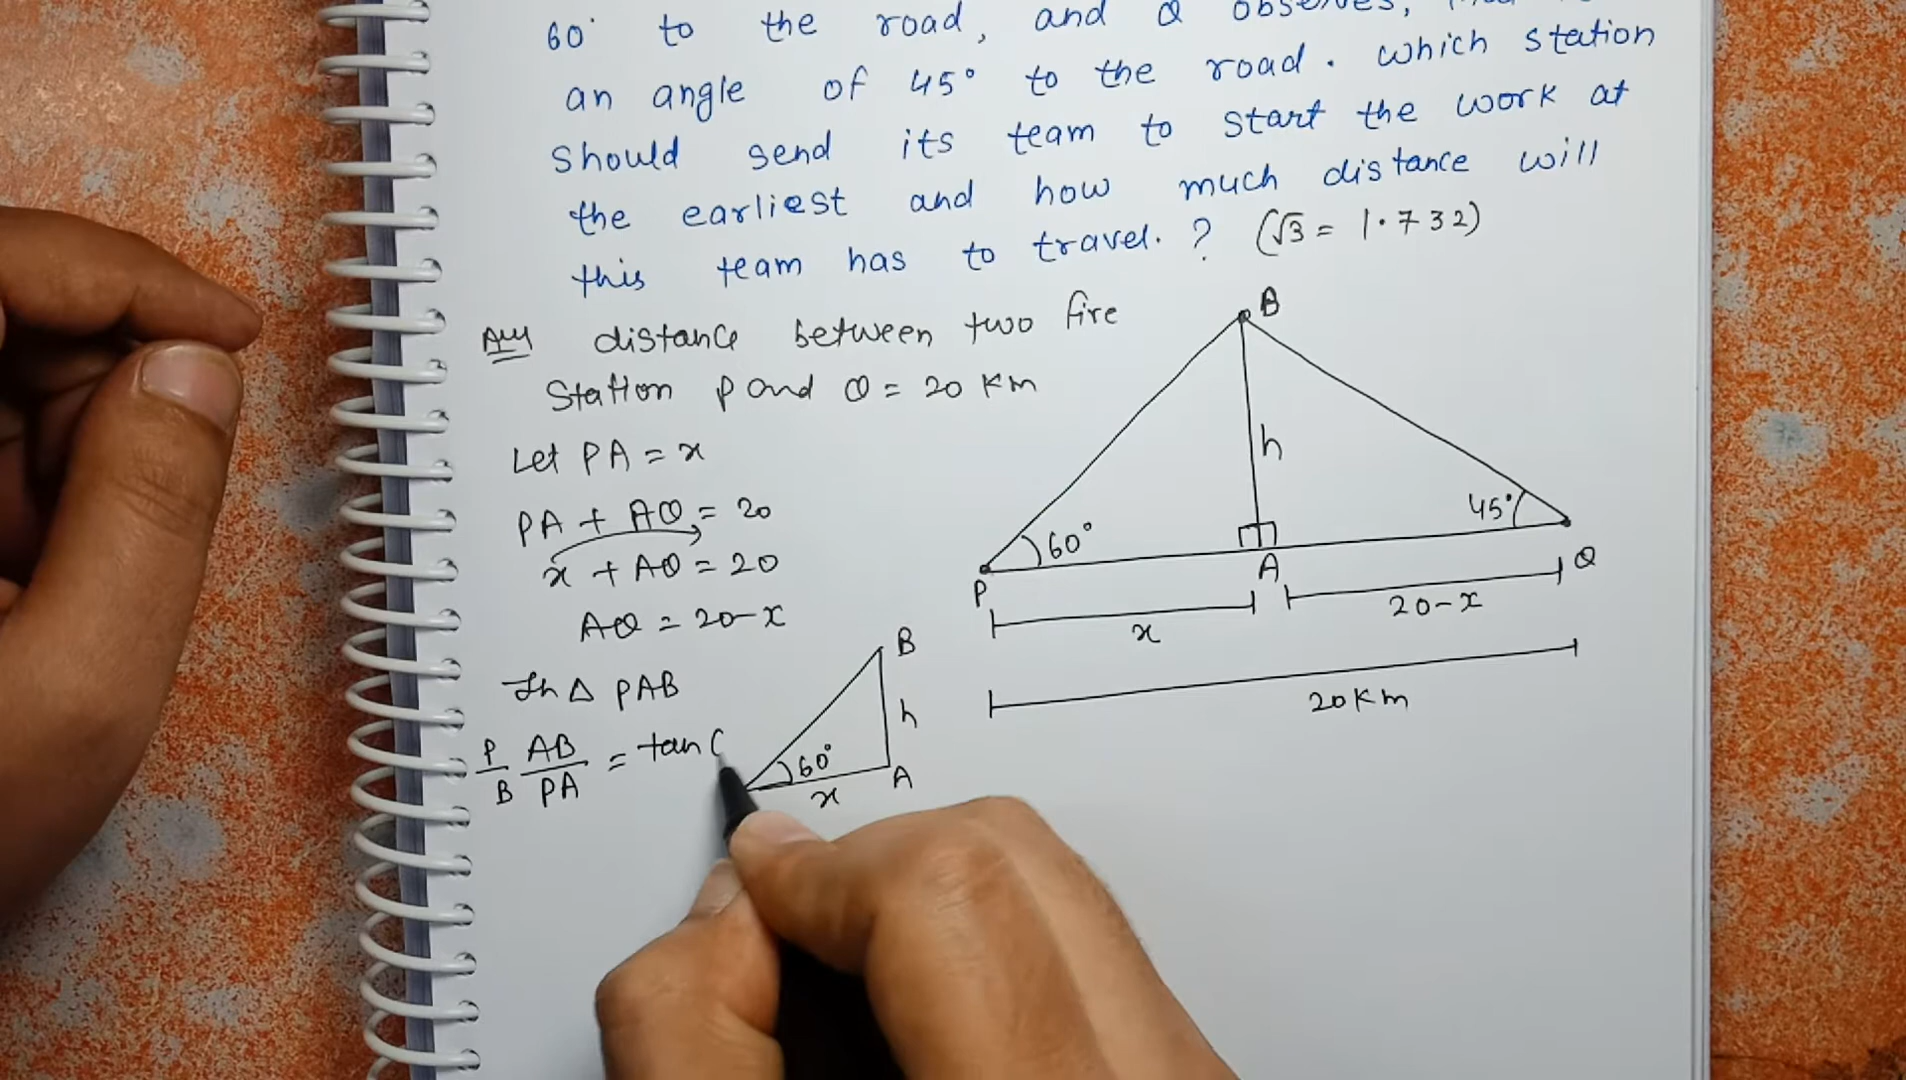 60° to the road, and Q observes,
an angle of 45° to the road. which station
should send its team to start the work at
the earliest and how much distance will
this team has to travel. ? (√3 = 1.732)
Ans distance between two fire
Station P and Q = 20 Km
Let PA = x
PA + AQ = 20
x + AQ = 20
AQ = 20-x
In Δ PAB
P/B AB/PA = tan
B
h
60°
x
A
B
h
60°
45°
P
A
Q
x
20-x
20Km